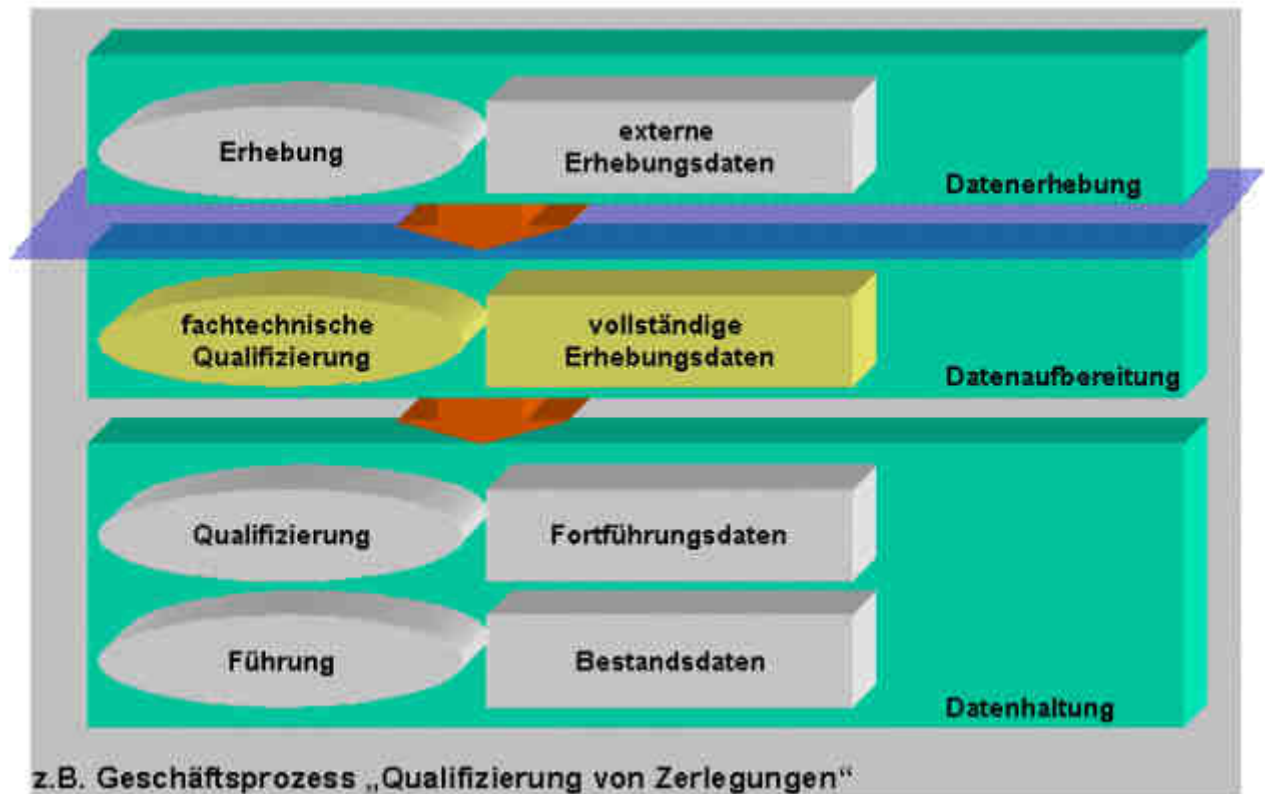 Erhebung
externe
Erhebungsdaten
Datenerhebung
fachtechnische
Qualifizierung
vollständige
Erhebungsdaten
Datenaufbereitung
Qualifizierung
Fortführungsdaten
Führung
Bestandsdaten
Datenhaltung
z.B. Geschäftsprozess „Qualifizierung von Zerlegungen“